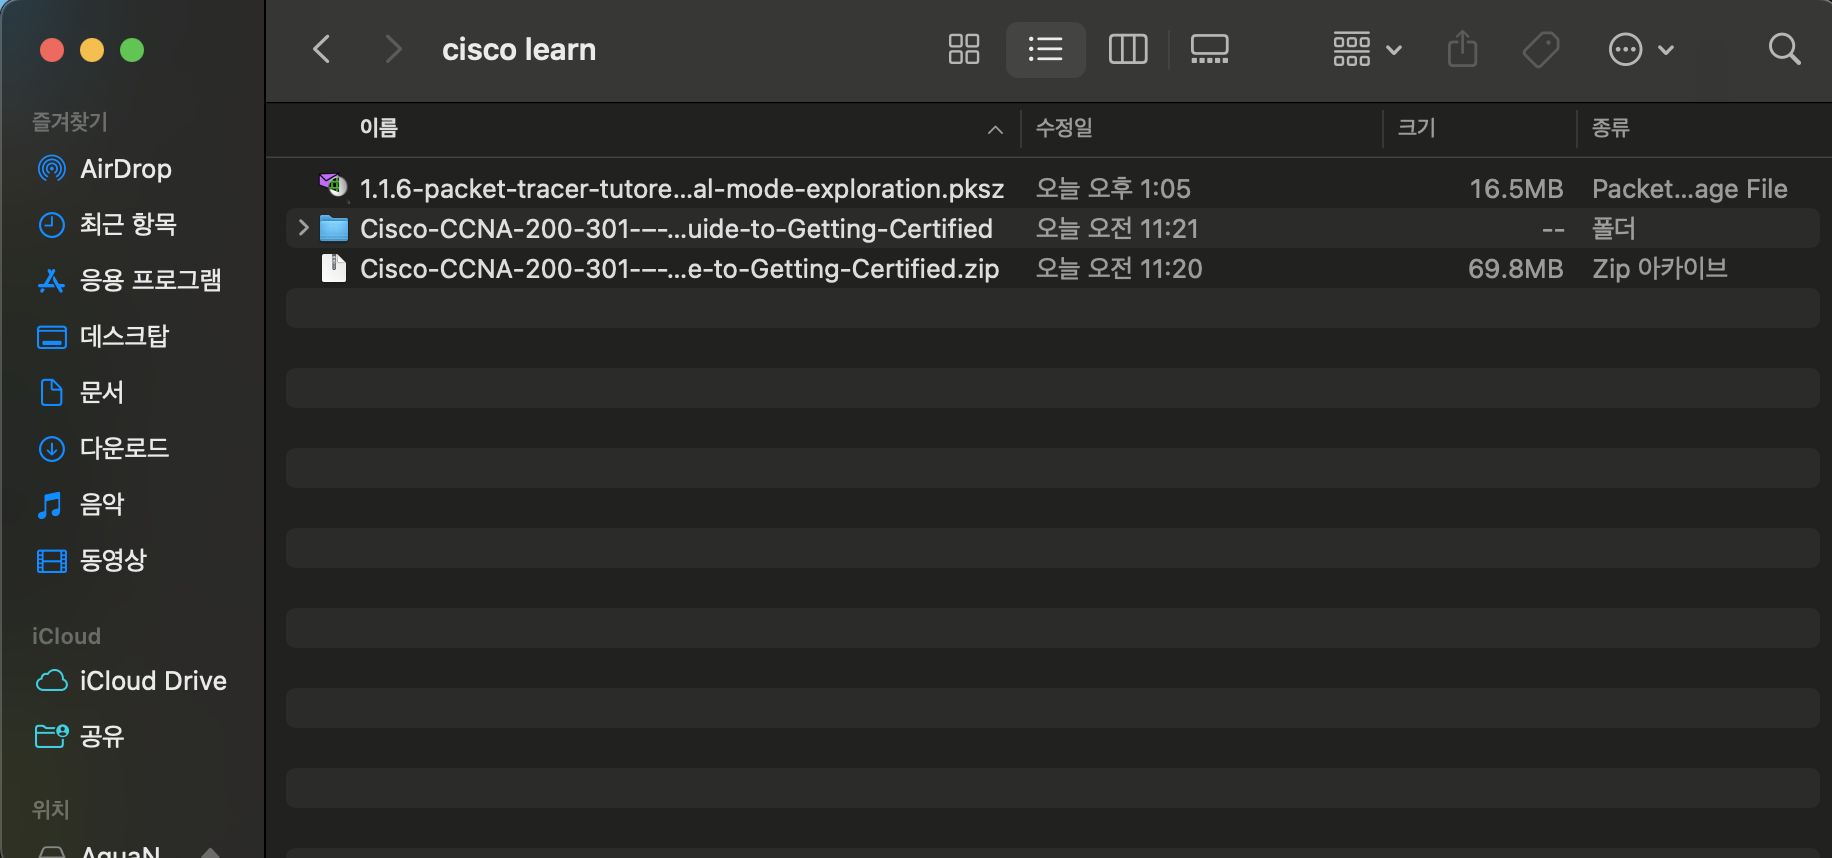 cisco learn
즐겨찾기
AirDrop
최근 항목
응용 프로그램
데스크탑
문서
다운로드
음악
동영상
iCloud
iCloud Drive
공유
위치
AquaN
이름 수정일 크기 종류
1.1.6-packet-tracer-tutore...al-mode-exploration.pksz 오늘 오후 1:05 16.5MB Packet...age File
Cisco-CCNA-200-301-–-...uide-to-Getting-Certified 오늘 오전 11:21 -- 폴더
Cisco-CCNA-200-301-–-...e-to-Getting-Certified.zip 오늘 오전 11:20 69.8MB Zip 아카이브